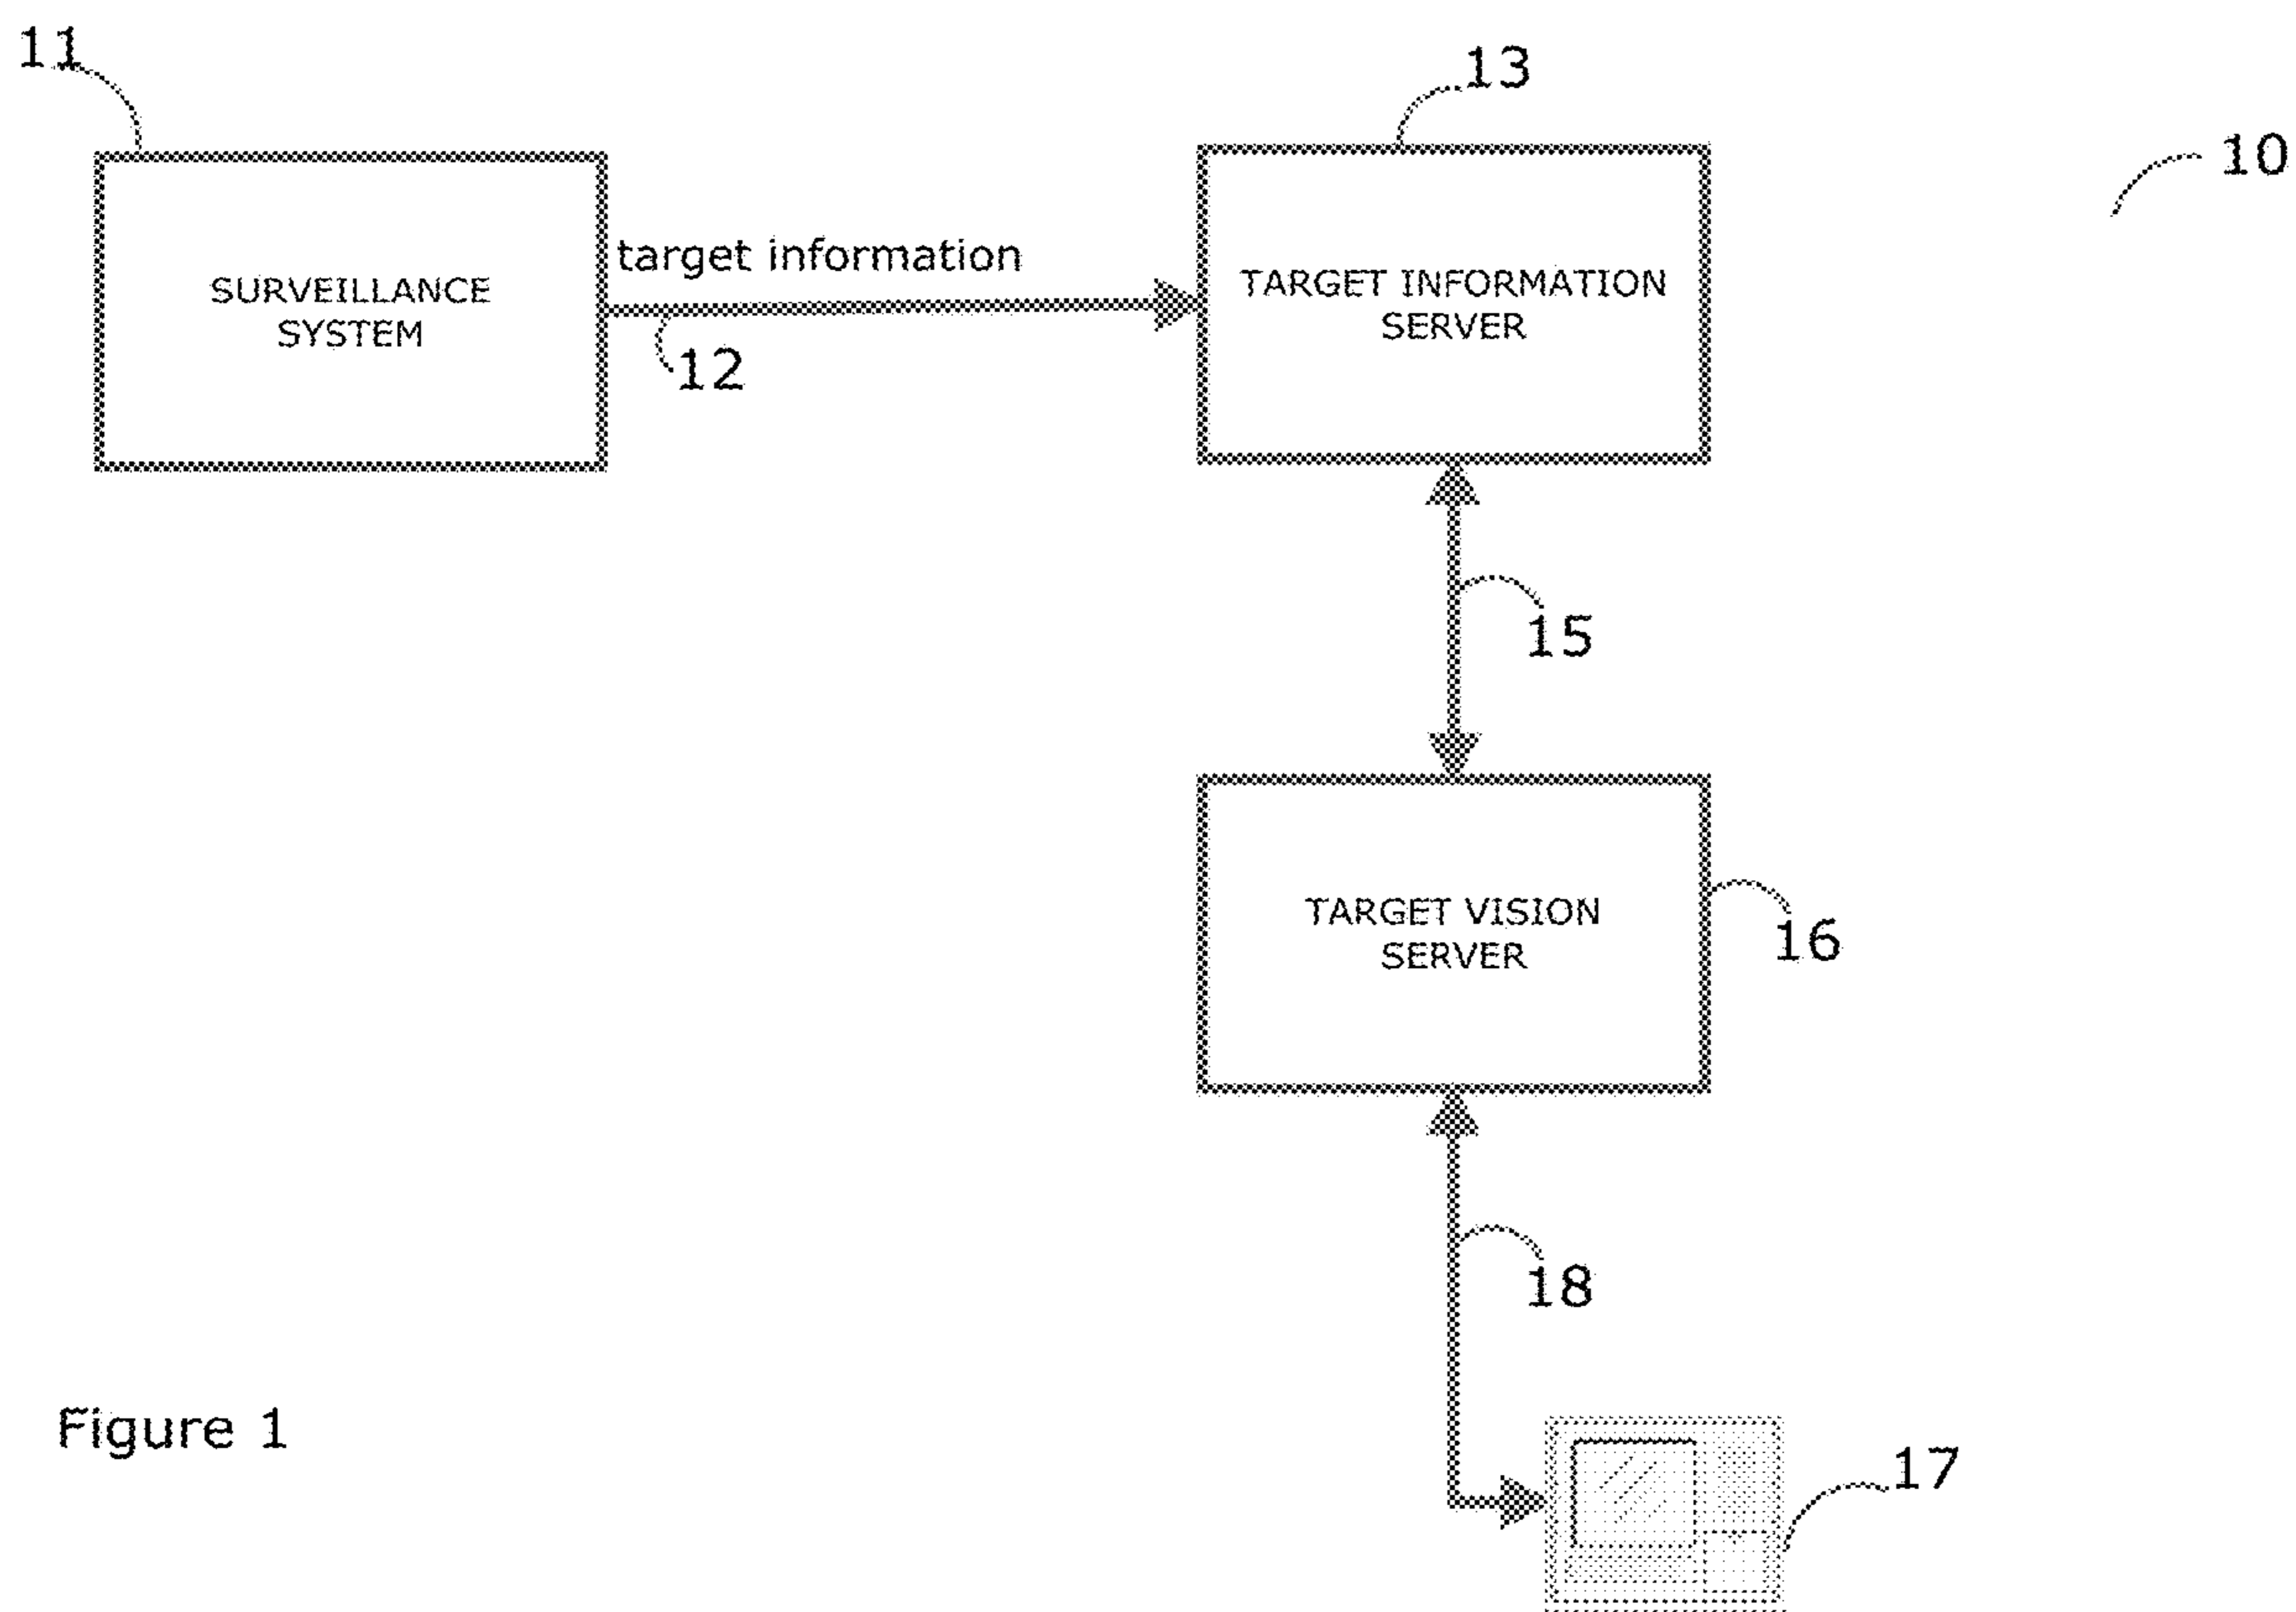 11
13
10
target information
SURVEILLANCE
SYSTEM
TARGET INFORMATION
SERVER
12
15
TARGET VISION
SERVER
16
18
Figure 1
17